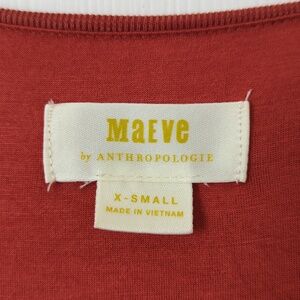 MAEVE
by ANTHROPOLOGIE
X-SMALL
MADE IN VIETNAM